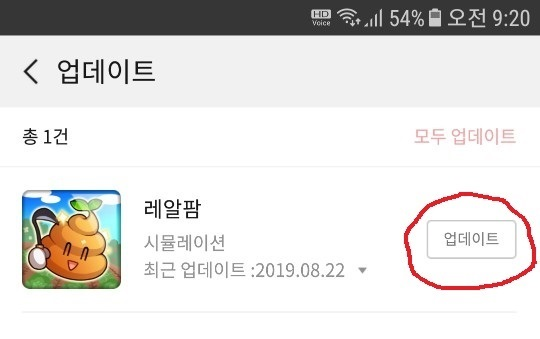 HD Voice 54% 오전 9:20
업데이트
총 1건 모두 업데이트
레알팜
시뮬레이션
업데이트
최근 업데이트 :2019.08.22